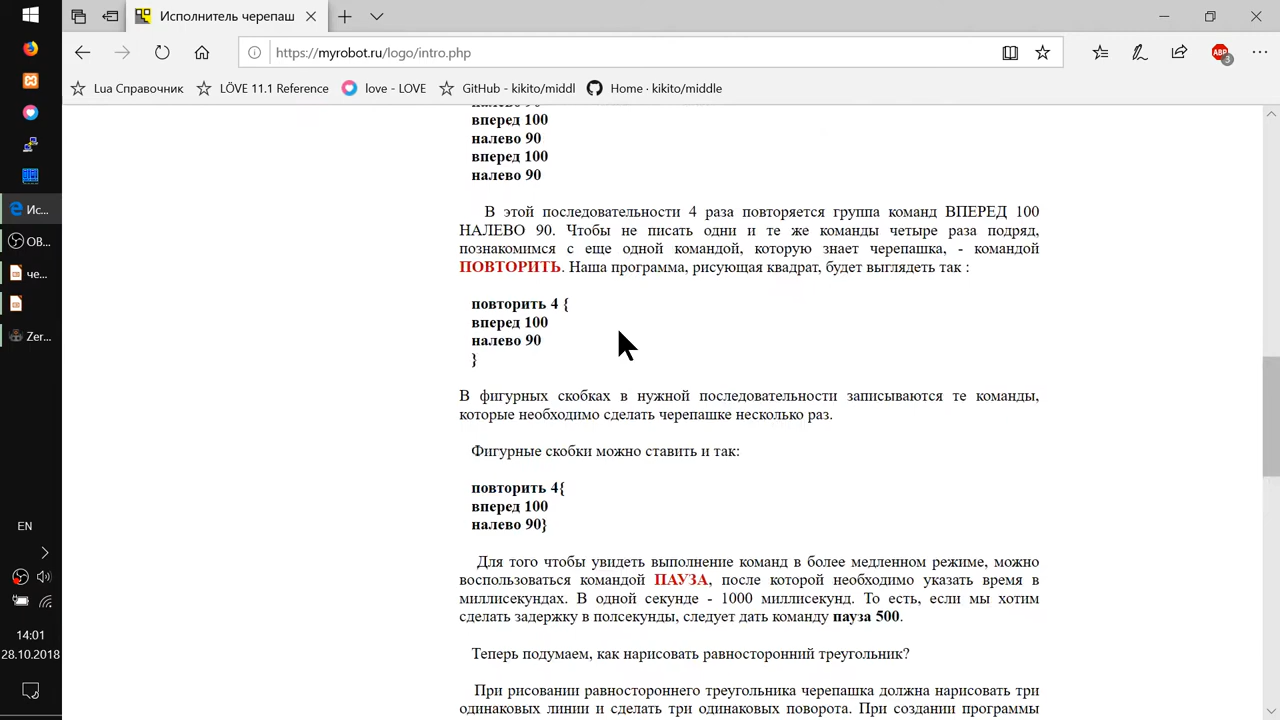 Исполнитель черепаш
https://myrobot.ru/logo/intro.php
ABP
3
Lua Справочник
LÖVE 11.1 Reference
love - LOVE
GitHub - kikito/middl
Home · kikito/middle
Ис...
OB...
че...
Zer...
EN
14:01
28.10.2018
налево 90
вперед 100
налево 90
вперед 100
налево 90
В этой последовательности 4 раза повторяется группа команд ВПЕРЕД 100
НАЛЕВО 90. Чтобы не писать одни и те же команды четыре раза подряд,
познакомимся с еще одной командой, которую знает черепашка, - командой
ПОВТОРИТЬ. Наша программа, рисующая квадрат, будет выглядеть так :
повторить 4 {
вперед 100
налево 90
}
В фигурных скобках в нужной последовательности записываются те команды,
которые необходимо сделать черепашке несколько раз.
Фигурные скобки можно ставить и так:
повторить 4{
вперед 100
налево 90}
Для того чтобы увидеть выполнение команд в более медленном режиме, можно
воспользоваться командой ПАУЗА, после которой необходимо указать время в
миллисекундах. В одной секунде - 1000 миллисекунд. То есть, если мы хотим
сделать задержку в полсекунды, следует дать команду пауза 500.
Теперь подумаем, как нарисовать равносторонний треугольник?
При рисовании равностороннего треугольника черепашка должна нарисовать три
одинаковых линии и сделать три одинаковых поворота. При создании программы